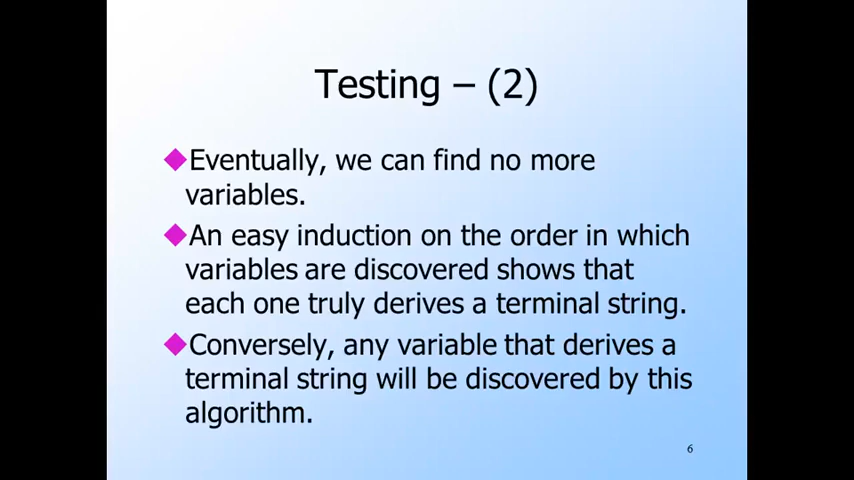 Testing – (2)
Eventually, we can find no more
variables.
An easy induction on the order in which
variables are discovered shows that
each one truly derives a terminal string.
Conversely, any variable that derives a
terminal string will be discovered by this
algorithm.
6